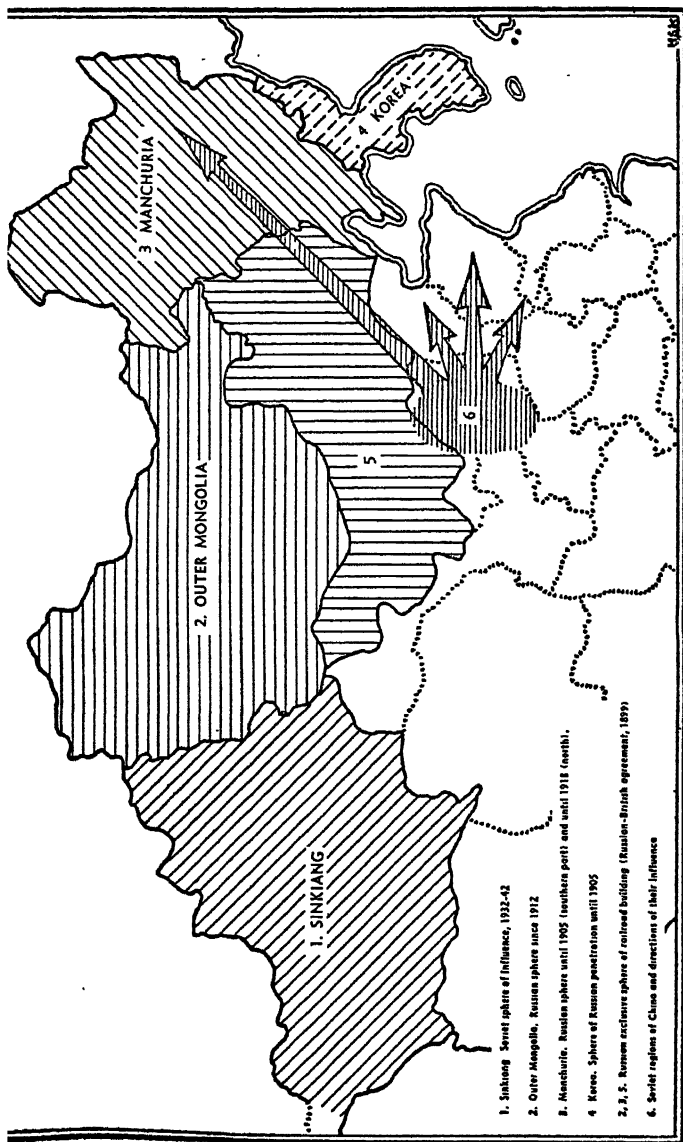 1. SINKIANG
2. OUTER MONGOLIA
3 MANCHURIA
4 KOREA
5
6
1. Sinkiang Soviet sphere of influence, 1932-42
2. Outer Mongolia. Russian sphere since 1912
3. Manchuria. Russian sphere until 1905 (southern part) and until 1918 (north).
4 Korea. Sphere of Russian penetration until 1905
2, 3, 5. Russian exclusive sphere of railroad building (Russian-British agreement, 1899)
6. Soviet regions of China and directions of their influence